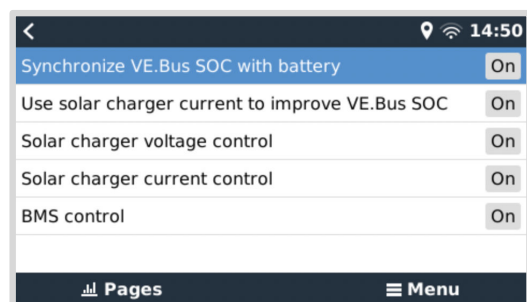 14:50
Synchronize VE.Bus SOC with battery On
Use solar charger current to improve VE.Bus SOC On
Solar charger voltage control On
Solar charger current control On
BMS control On
Pages Menu